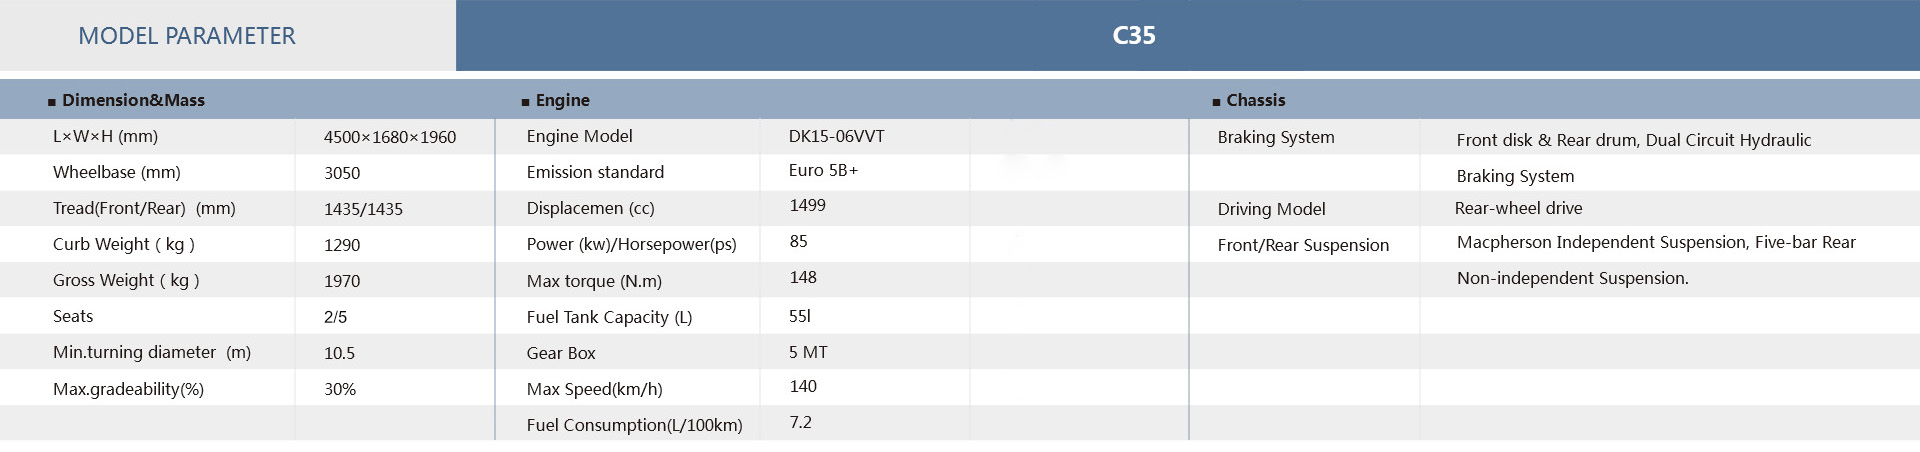 MODEL PARAMETER C35
■ Dimension&Mass ■ Engine ■ Chassis
L×W×H (mm) 4500×1680×1960 Engine Model DK15-06VVT Braking System Front disk & Rear drum, Dual Circuit Hydraulic
Wheelbase (mm) 3050 Emission standard Euro 5B+ Braking System
Tread(Front/Rear) (mm) 1435/1435 Displacemen (cc) 1499 Driving Model Rear-wheel drive
Curb Weight ( kg ) 1290 Power (kw)/Horsepower(ps) 85 Front/Rear Suspension Macpherson Independent Suspension, Five-bar Rear
Gross Weight ( kg ) 1970 Max torque (N.m) 148 Non-independent Suspension.
Seats 2/5 Fuel Tank Capacity (L) 55l
Min.turning diameter (m) 10.5 Gear Box 5 MT
Max.gradeability(%) 30% Max Speed(km/h) 140
Fuel Consumption(L/100km) 7.2